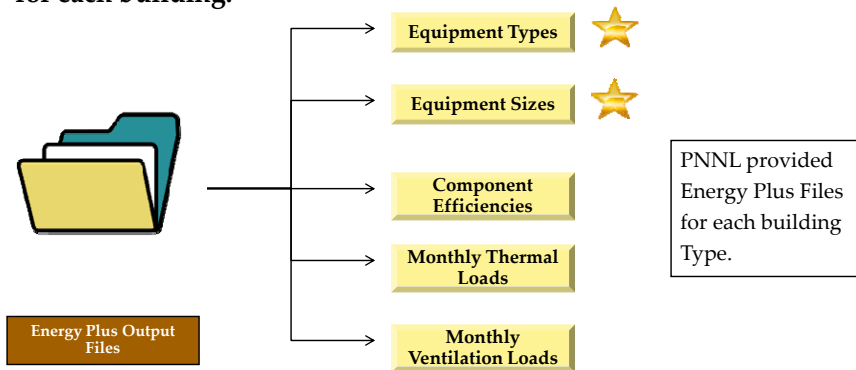 for each building.
Equipment Types
Equipment Sizes
Component
Efficiencies
Monthly Thermal
Loads
Monthly
Ventilation Loads
Energy Plus Output
Files
PNNL provided
Energy Plus Files
for each building
Type.